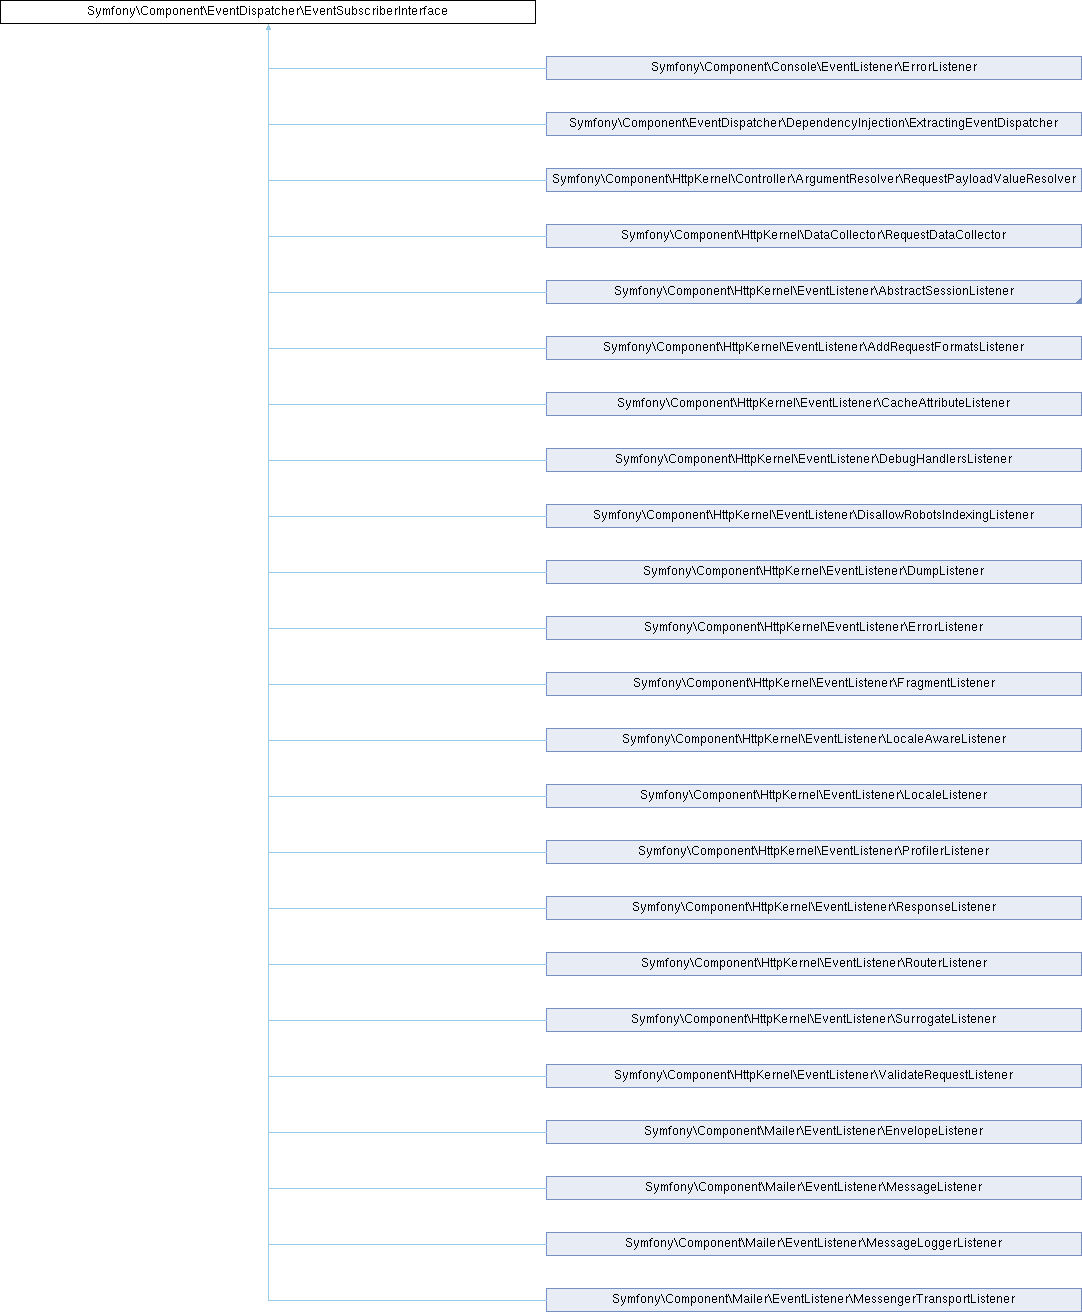 Symfony\Component\EventDispatcher\EventSubscriberInterface
Symfony\Component\Console\EventListener\ErrorListener
Symfony\Component\EventDispatcher\DependencyInjection\ExtractingEventDispatcher
Symfony\Component\HttpKernel\Controller\ArgumentResolver\RequestPayloadValueResolver
Symfony\Component\HttpKernel\DataCollector\RequestDataCollector
Symfony\Component\HttpKernel\EventListener\AbstractSessionListener
Symfony\Component\HttpKernel\EventListener\AddRequestFormatsListener
Symfony\Component\HttpKernel\EventListener\CacheAttributeListener
Symfony\Component\HttpKernel\EventListener\DebugHandlersListener
Symfony\Component\HttpKernel\EventListener\DisallowRobotsIndexingListener
Symfony\Component\HttpKernel\EventListener\DumpListener
Symfony\Component\HttpKernel\EventListener\ErrorListener
Symfony\Component\HttpKernel\EventListener\FragmentListener
Symfony\Component\HttpKernel\EventListener\LocaleAwareListener
Symfony\Component\HttpKernel\EventListener\LocaleListener
Symfony\Component\HttpKernel\EventListener\ProfilerListener
Symfony\Component\HttpKernel\EventListener\ResponseListener
Symfony\Component\HttpKernel\EventListener\RouterListener
Symfony\Component\HttpKernel\EventListener\SurrogateListener
Symfony\Component\HttpKernel\EventListener\ValidateRequestListener
Symfony\Component\Mailer\EventListener\EnvelopeListener
Symfony\Component\Mailer\EventListener\MessageListener
Symfony\Component\Mailer\EventListener\MessageLoggerListener
Symfony\Component\Mailer\EventListener\MessengerTransportListener